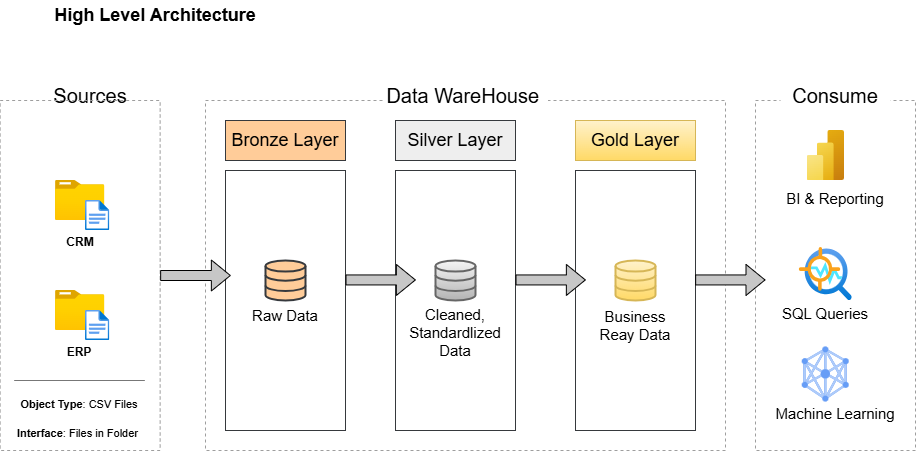 High Level Architecture
Sources
Data WareHouse
Consume
Bronze Layer
Silver Layer
Gold Layer
CRM
ERP
Object Type: CSV Files
Interface: Files in Folder
Raw Data
Cleaned,
Standardlized
Data
Business
Reay Data
BI & Reporting
SQL Queries
Machine Learning